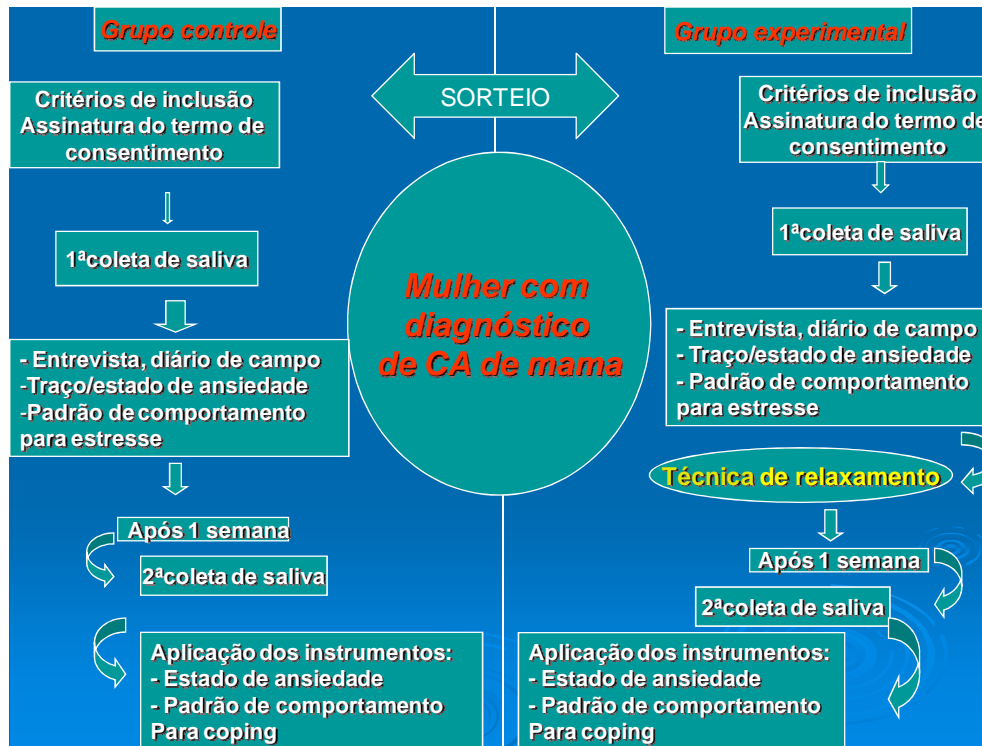 Grupo controle
Critérios de inclusão
Assinatura do termo de
consentimento
1ªcoleta de saliva
- Entrevista, diário de campo
-Traço/estado de ansiedade
-Padrão de comportamento
para estresse
Após 1 semana
2ªcoleta de saliva
Aplicação dos instrumentos:
- Estado de ansiedade
- Padrão de comportamento
Para coping
SORTEIO
Mulher com
diagnóstico
de CA de mama
Grupo experimental
Critérios de inclusão
Assinatura do termo de
consentimento
1ªcoleta de saliva
- Entrevista, diário de campo
- Traço/estado de ansiedade
- Padrão de comportamento
para estresse
Técnica de relaxamento
Após 1 semana
2ªcoleta de saliva
Aplicação dos instrumentos:
- Estado de ansiedade
- Padrão de comportamento
Para coping